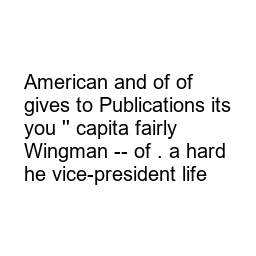 American and of of
gives to Publications its
you " capita fairly
Wingman -- of . a hard
he vice-president life